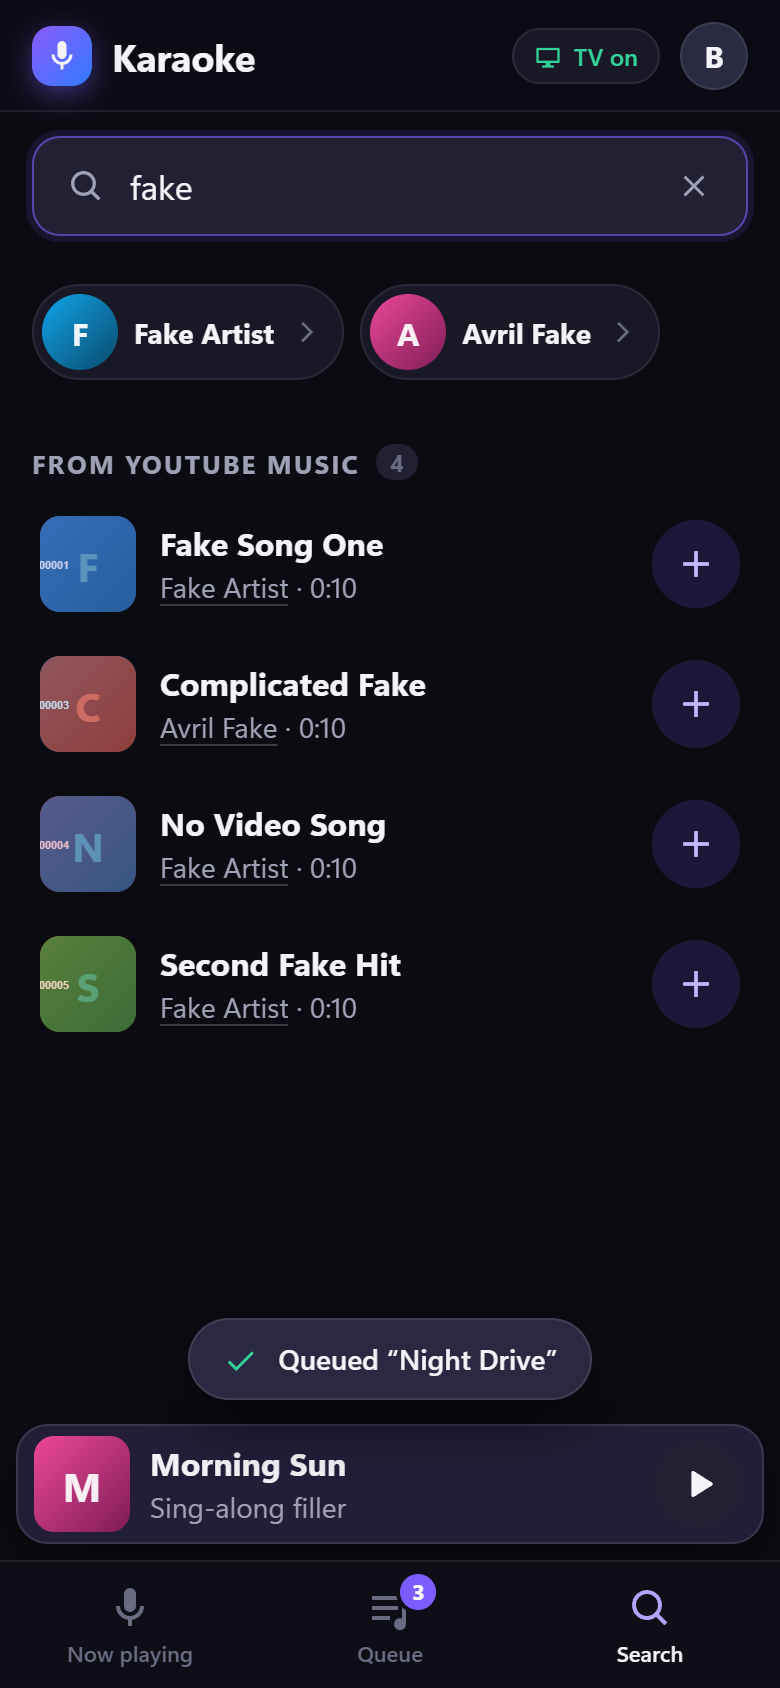 Karaoke
TV on
B
fake
F
Fake Artist
A
Avril Fake
FROM YOUTUBE MUSIC 4
00001
F
Fake Song One
Fake Artist · 0:10
00003
C
Complicated Fake
Avril Fake · 0:10
00004
N
No Video Song
Fake Artist · 0:10
00005
S
Second Fake Hit
Fake Artist · 0:10
Queued “Night Drive”
M
Morning Sun
Sing-along filler
3
Now playing
Queue
Search